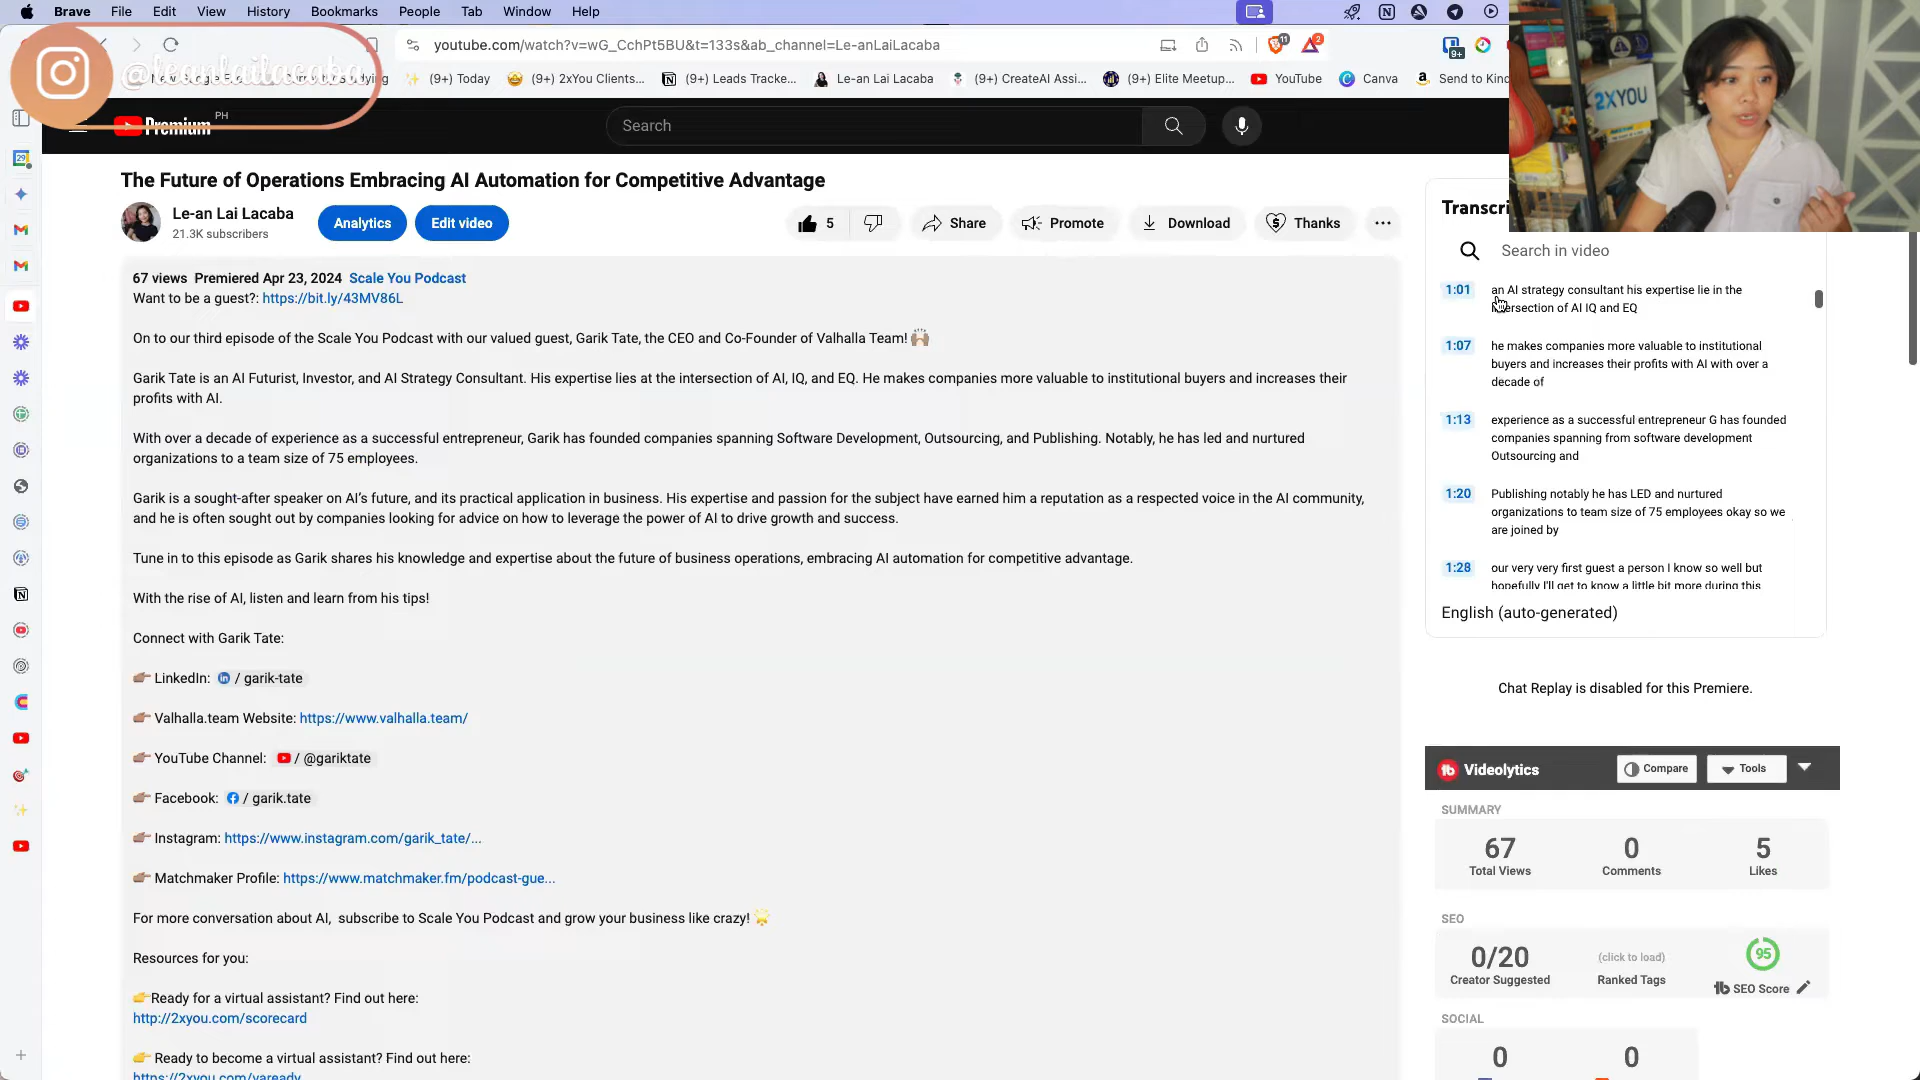 Brave File Edit View History Bookmarks People Tab Window Help
youtube.com/watch?v=wG_CchPt5BU&t=133s&ab_channel=Le-anLaiLacaba
11 2 9+
@leanlailacaba
(9+) Today (9+) 2xYou Clients... (9+) Leads Tracke... Le-an Lai Lacaba (9+) CreateAI Assi... (9+) Elite Meetup... YouTube Canva Send to Kind
2XYOU
Premium PH
Search
29
The Future of Operations Embracing AI Automation for Competitive Advantage
Le-an Lai Lacaba
21.3K subscribers
Analytics
Edit video
5
Share
Promote
Download
Thanks
67 views Premiered Apr 23, 2024 Scale You Podcast
Want to be a guest?: https://bit.ly/43MV86L
On to our third episode of the Scale You Podcast with our valued guest, Garik Tate, the CEO and Co-Founder of Valhalla Team! 🙌🏽
Garik Tate is an AI Futurist, Investor, and AI Strategy Consultant. His expertise lies at the intersection of AI, IQ, and EQ. He makes companies more valuable to institutional buyers and increases their
profits with AI.
With over a decade of experience as a successful entrepreneur, Garik has founded companies spanning Software Development, Outsourcing, and Publishing. Notably, he has led and nurtured
organizations to a team size of 75 employees.
Garik is a sought-after speaker on AI’s future, and its practical application in business. His expertise and passion for the subject have earned him a reputation as a respected voice in the AI community,
and he is often sought out by companies looking for advice on how to leverage the power of AI to drive growth and success.
Tune in to this episode as Garik shares his knowledge and expertise about the future of business operations, embracing AI automation for competitive advantage.
With the rise of AI, listen and learn from his tips!
Connect with Garik Tate:
👉🏽 LinkedIn: / garik-tate
👉🏽 Valhalla.team Website: https://www.valhalla.team/
👉🏽 YouTube Channel: / @gariktate
👉🏽 Facebook: / garik.tate
👉🏽 Instagram: https://www.instagram.com/garik_tate/...
👉🏽 Matchmaker Profile: https://www.matchmaker.fm/podcast-gue...
For more conversation about AI, subscribe to Scale You Podcast and grow your business like crazy! 🌟
Resources for you:
👉Ready for a virtual assistant? Find out here:
http://2xyou.com/scorecard
👉 Ready to become a virtual assistant? Find out here:
https://2xyou.com/vaready
Transcri
Search in video
1:01 an AI strategy consultant his expertise lie in the
intersection of AI IQ and EQ
1:07 he makes companies more valuable to institutional
buyers and increases their profits with AI with over a
decade of
1:13 experience as a successful entrepreneur G has founded
companies spanning from software development
Outsourcing and
1:20 Publishing notably he has LED and nurtured
organizations to team size of 75 employees okay so we
are joined by
1:28 our very very first guest a person I know so well but
hopefully I'll get to know a little bit more during this
English (auto-generated)
Chat Replay is disabled for this Premiere.
tb Videolytics
Compare
Tools
SUMMARY
67 0 5
Total Views Comments Likes
SEO
0/20 (click to load) 95
Creator Suggested Ranked Tags tb SEO Score
SOCIAL
0 0